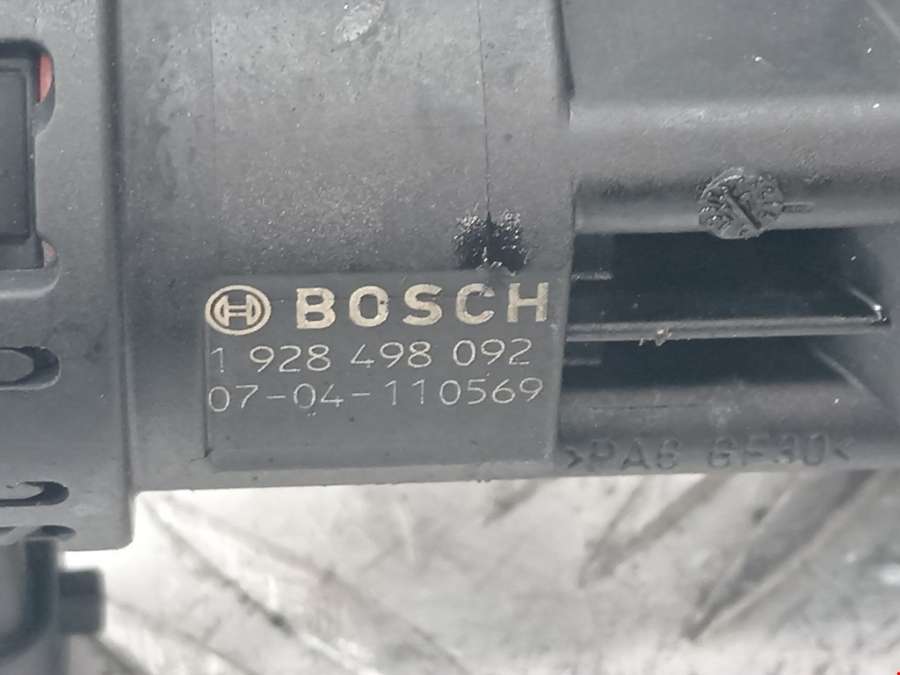 BOSCH
1 928 498 092
07-04-110569
>PA6 GF30<